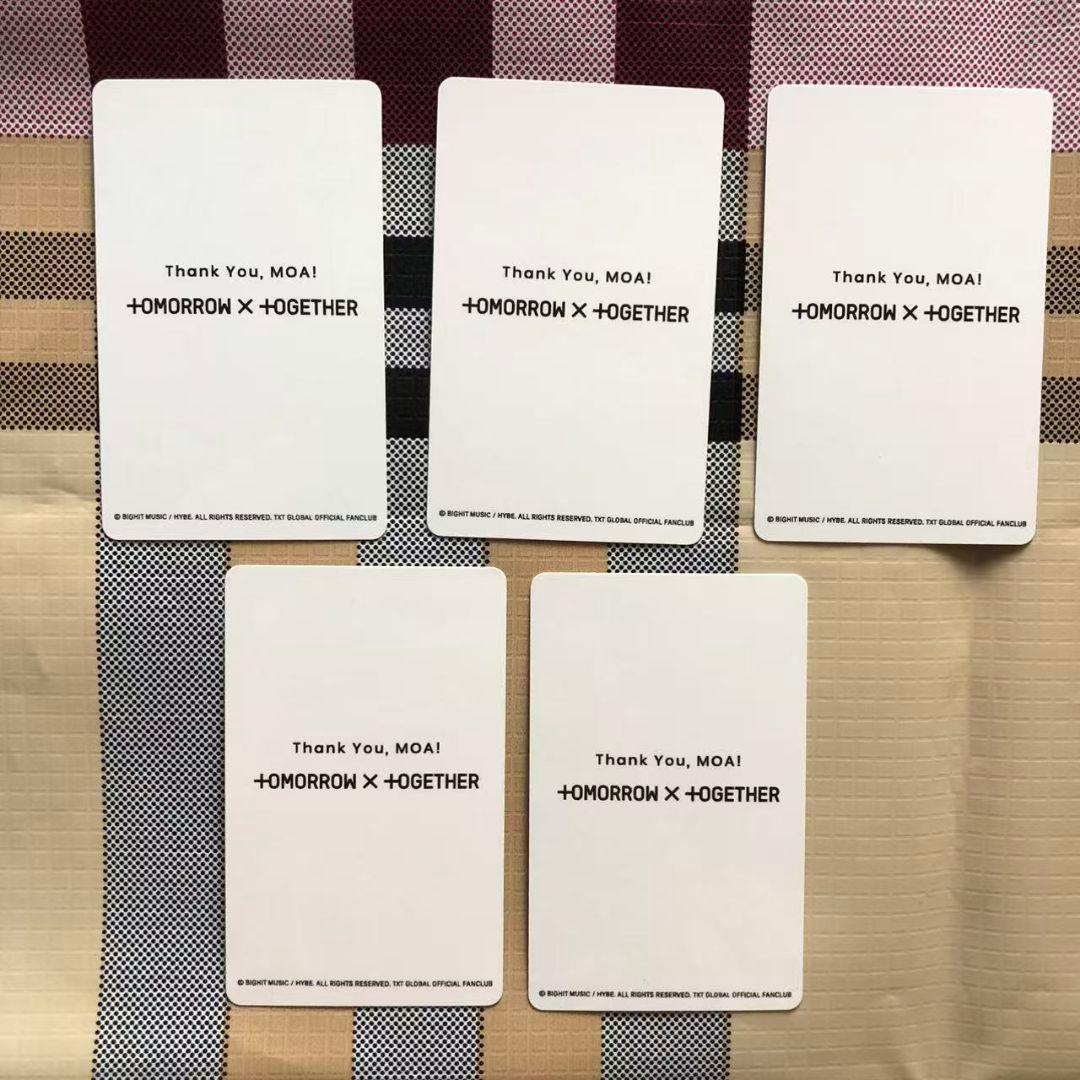 Thank You, MOA!
TOMORROW X TOGETHER
© BIGHIT MUSIC / HYBE. ALL RIGHTS RESERVED. TXT GLOBAL OFFICIAL FANCLUB
Thank You, MOA!
TOMORROW X TOGETHER
© BIGHIT MUSIC / HYBE. ALL RIGHTS RESERVED. TXT GLOBAL OFFICIAL FANCLUB
Thank You, MOA!
TOMORROW X TOGETHER
© BIGHIT MUSIC / HYBE. ALL RIGHTS RESERVED. TXT GLOBAL OFFICIAL FANCLUB
Thank You, MOA!
TOMORROW X TOGETHER
© BIGHIT MUSIC / HYBE. ALL RIGHTS RESERVED. TXT GLOBAL OFFICIAL FANCLUB
Thank You, MOA!
TOMORROW X TOGETHER
© BIGHIT MUSIC / HYBE. ALL RIGHTS RESERVED. TXT GLOBAL OFFICIAL FANCLUB